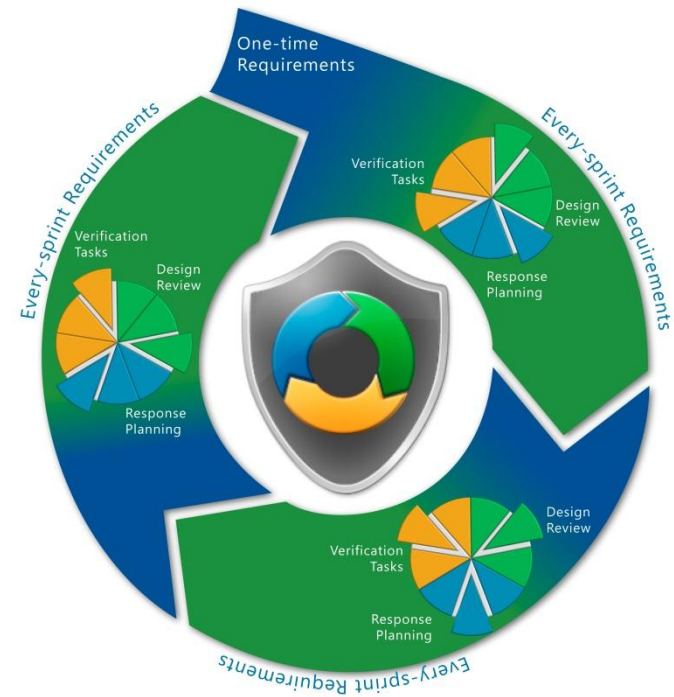 One-time
Requirements
Every-sprint Requirements
Verification
Tasks
Design
Review
Response
Planning
Every-sprint Requirements
Verification
Tasks
Design
Review
Response
Planning
Design
Review
Verification
Tasks
Response
Planning
Every-sprint Requirements